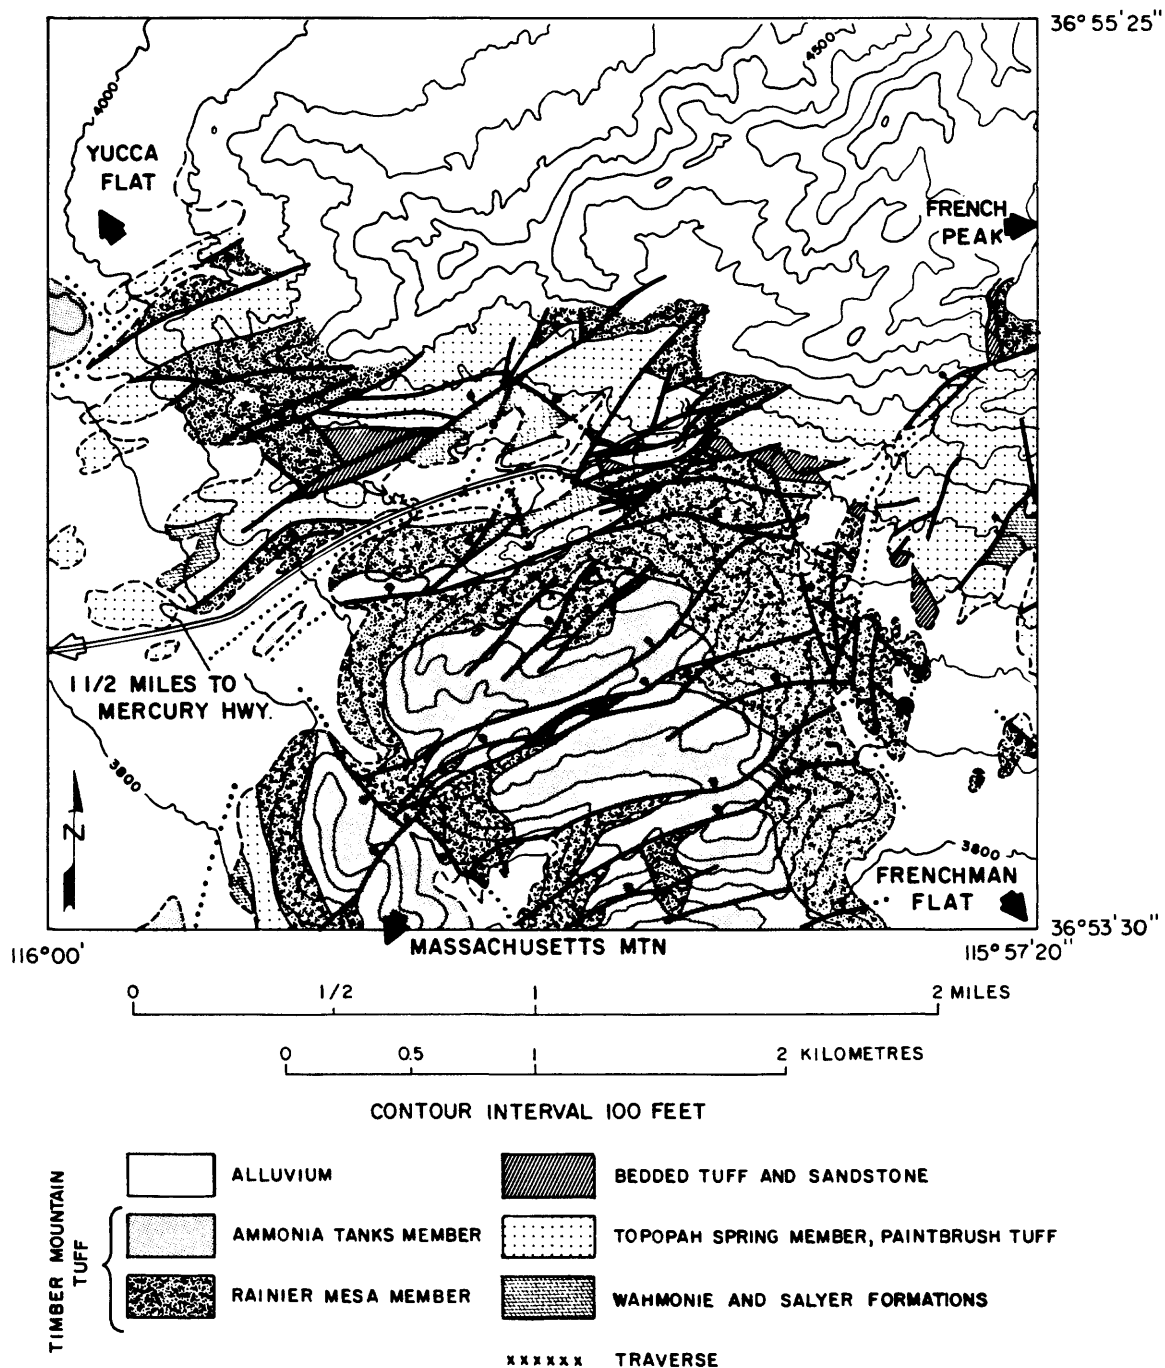 36° 55' 25"
4000
4500
YUCCA
FLAT
FRENCH
PEAK
1 1/2 MILES TO
MERCURY HWY.
3800
N
3800
FRENCHMAN
FLAT
36° 53' 30"
116° 00'
MASSACHUSETTS MTN
115° 57' 20"
0 1/2 1 2 MILES
0 0.5 1 2 KILOMETRES
CONTOUR INTERVAL 100 FEET
TIMBER MOUNTAIN
TUFF
ALLUVIUM
AMMONIA TANKS MEMBER
RAINIER MESA MEMBER
BEDDED TUFF AND SANDSTONE
TOPOPAH SPRING MEMBER, PAINTBRUSH TUFF
WAHMONIE AND SALYER FORMATIONS
xxxxxx TRAVERSE